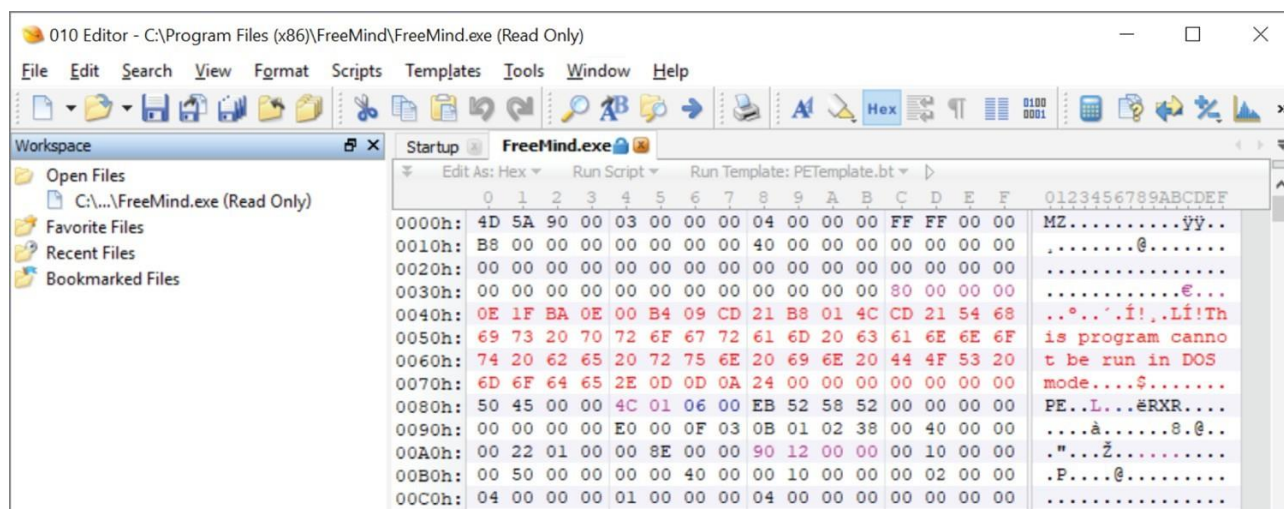 010 Editor - C:\Program Files (x86)\FreeMind\FreeMind.exe (Read Only)
File Edit Search View Format Scripts Templates Tools Window Help
Hex
Workspace
Open Files
C:\...\FreeMind.exe (Read Only)
Favorite Files
Recent Files
Bookmarked Files
Startup FreeMind.exe
Edit As: Hex Run Script Run Template: PETemplate.bt
0 1 2 3 4 5 6 7 8 9 A B C D E F 0123456789ABCDEF
0000h: 4D 5A 90 00 03 00 00 00 04 00 00 00 FF FF 00 00 MZ..........ÿÿ..
0010h: B8 00 00 00 00 00 00 00 40 00 00 00 00 00 00 00 ¸.......@.......
0020h: 00 00 00 00 00 00 00 00 00 00 00 00 00 00 00 00 ................
0030h: 00 00 00 00 00 00 00 00 00 00 00 00 80 00 00 00 ............€...
0040h: 0E 1F BA 0E 00 B4 09 CD 21 B8 01 4C CD 21 54 68 ..º..´.Í!¸.LÍ!Th
0050h: 69 73 20 70 72 6F 67 72 61 6D 20 63 61 6E 6E 6F is program canno
0060h: 74 20 62 65 20 72 75 6E 20 69 6E 20 44 4F 53 20 t be run in DOS
0070h: 6D 6F 64 65 2E 0D 0D 0A 24 00 00 00 00 00 00 00 mode....$.......
0080h: 50 45 00 00 4C 01 06 00 EB 52 58 52 00 00 00 00 PE..L...ëRXR....
0090h: 00 00 00 00 E0 00 0F 03 0B 01 02 38 00 40 00 00 ....à......8.@..
00A0h: 00 22 01 00 00 8E 00 00 90 12 00 00 00 10 00 00 ."...Ž..........
00B0h: 00 50 00 00 00 00 40 00 00 10 00 00 00 02 00 00 .P....@.........
00C0h: 04 00 00 00 01 00 00 00 04 00 00 00 00 00 00 00 ................